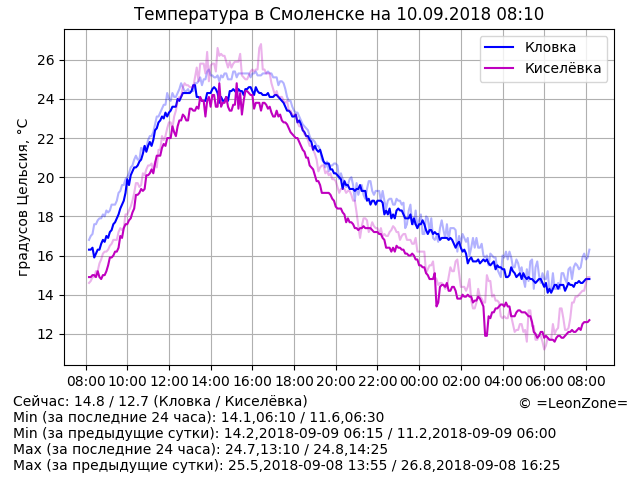 Температура в Смоленске на 10.09.2018 08:10
Кловка
Киселёвка
градусов Цельсия, °C
26
24
22
20
18
16
14
12
08:00 10:00 12:00 14:00 16:00 18:00 20:00 22:00 00:00 02:00 04:00 06:00 08:00
Сейчас: 14.8 / 12.7 (Кловка / Киселёвка)
© =LeonZone=
Min (за последние 24 часа): 14.1,06:10 / 11.6,06:30
Min (за предыдущие сутки): 14.2,2018-09-09 06:15 / 11.2,2018-09-09 06:00
Max (за последние 24 часа): 24.7,13:10 / 24.8,14:25
Max (за предыдущие сутки): 25.5,2018-09-08 13:55 / 26.8,2018-09-08 16:25